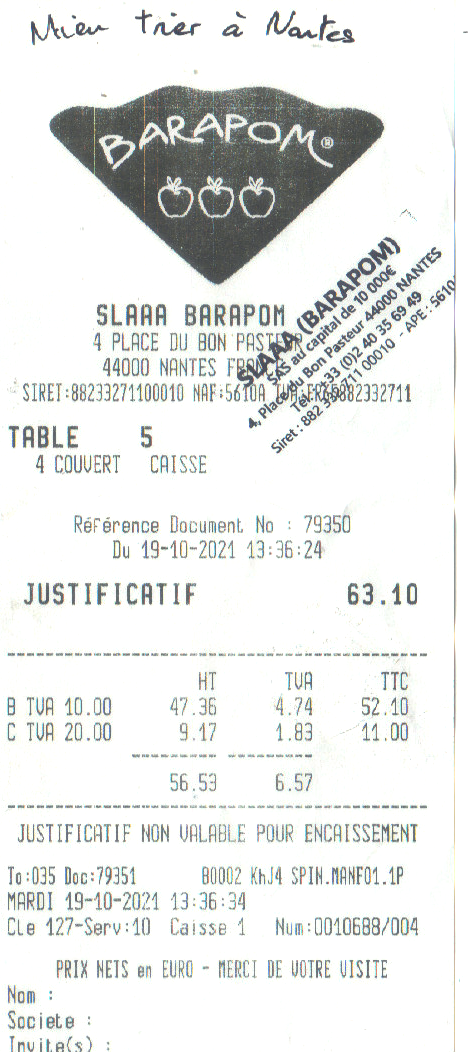 Mieu trier à Nantes
BARAPOM®
SLAAA BARAPOM
4 PLACE DU BON PASTEUR
44000 NANTES FRANCE
SIRET:88233271100010 NAF:5610A TVA:FR69882332711
SLAAA (BARAPOM)
SAS au capital de 10 000€
4, Place du Bon Pasteur 44000 NANTES
Tél. +33 (0)2 40 35 69 49
Siret : 882 332 711 00010 - APE : 5610
TABLE 5
4 COUVERT CAISSE
Référence Document No : 79350
Du 19-10-2021 13:36:24
JUSTIFICATIF 63.10
HT TVA TTC
B TVA 10.00 47.36 4.74 52.10
C TVA 20.00 9.17 1.83 11.00
56.53 6.57
JUSTIFICATIF NON VALABLE POUR ENCAISSEMENT
To:035 Doc:79351 B0002 KhJ4 SPIN.MANF01.1P
MARDI 19-10-2021 13:36:34
Cle 127-Serv:10 Caisse 1 Num:0010688/004
PRIX NETS en EURO - MERCI DE VOTRE VISITE
Nom :
Societe :
Invite(s) :